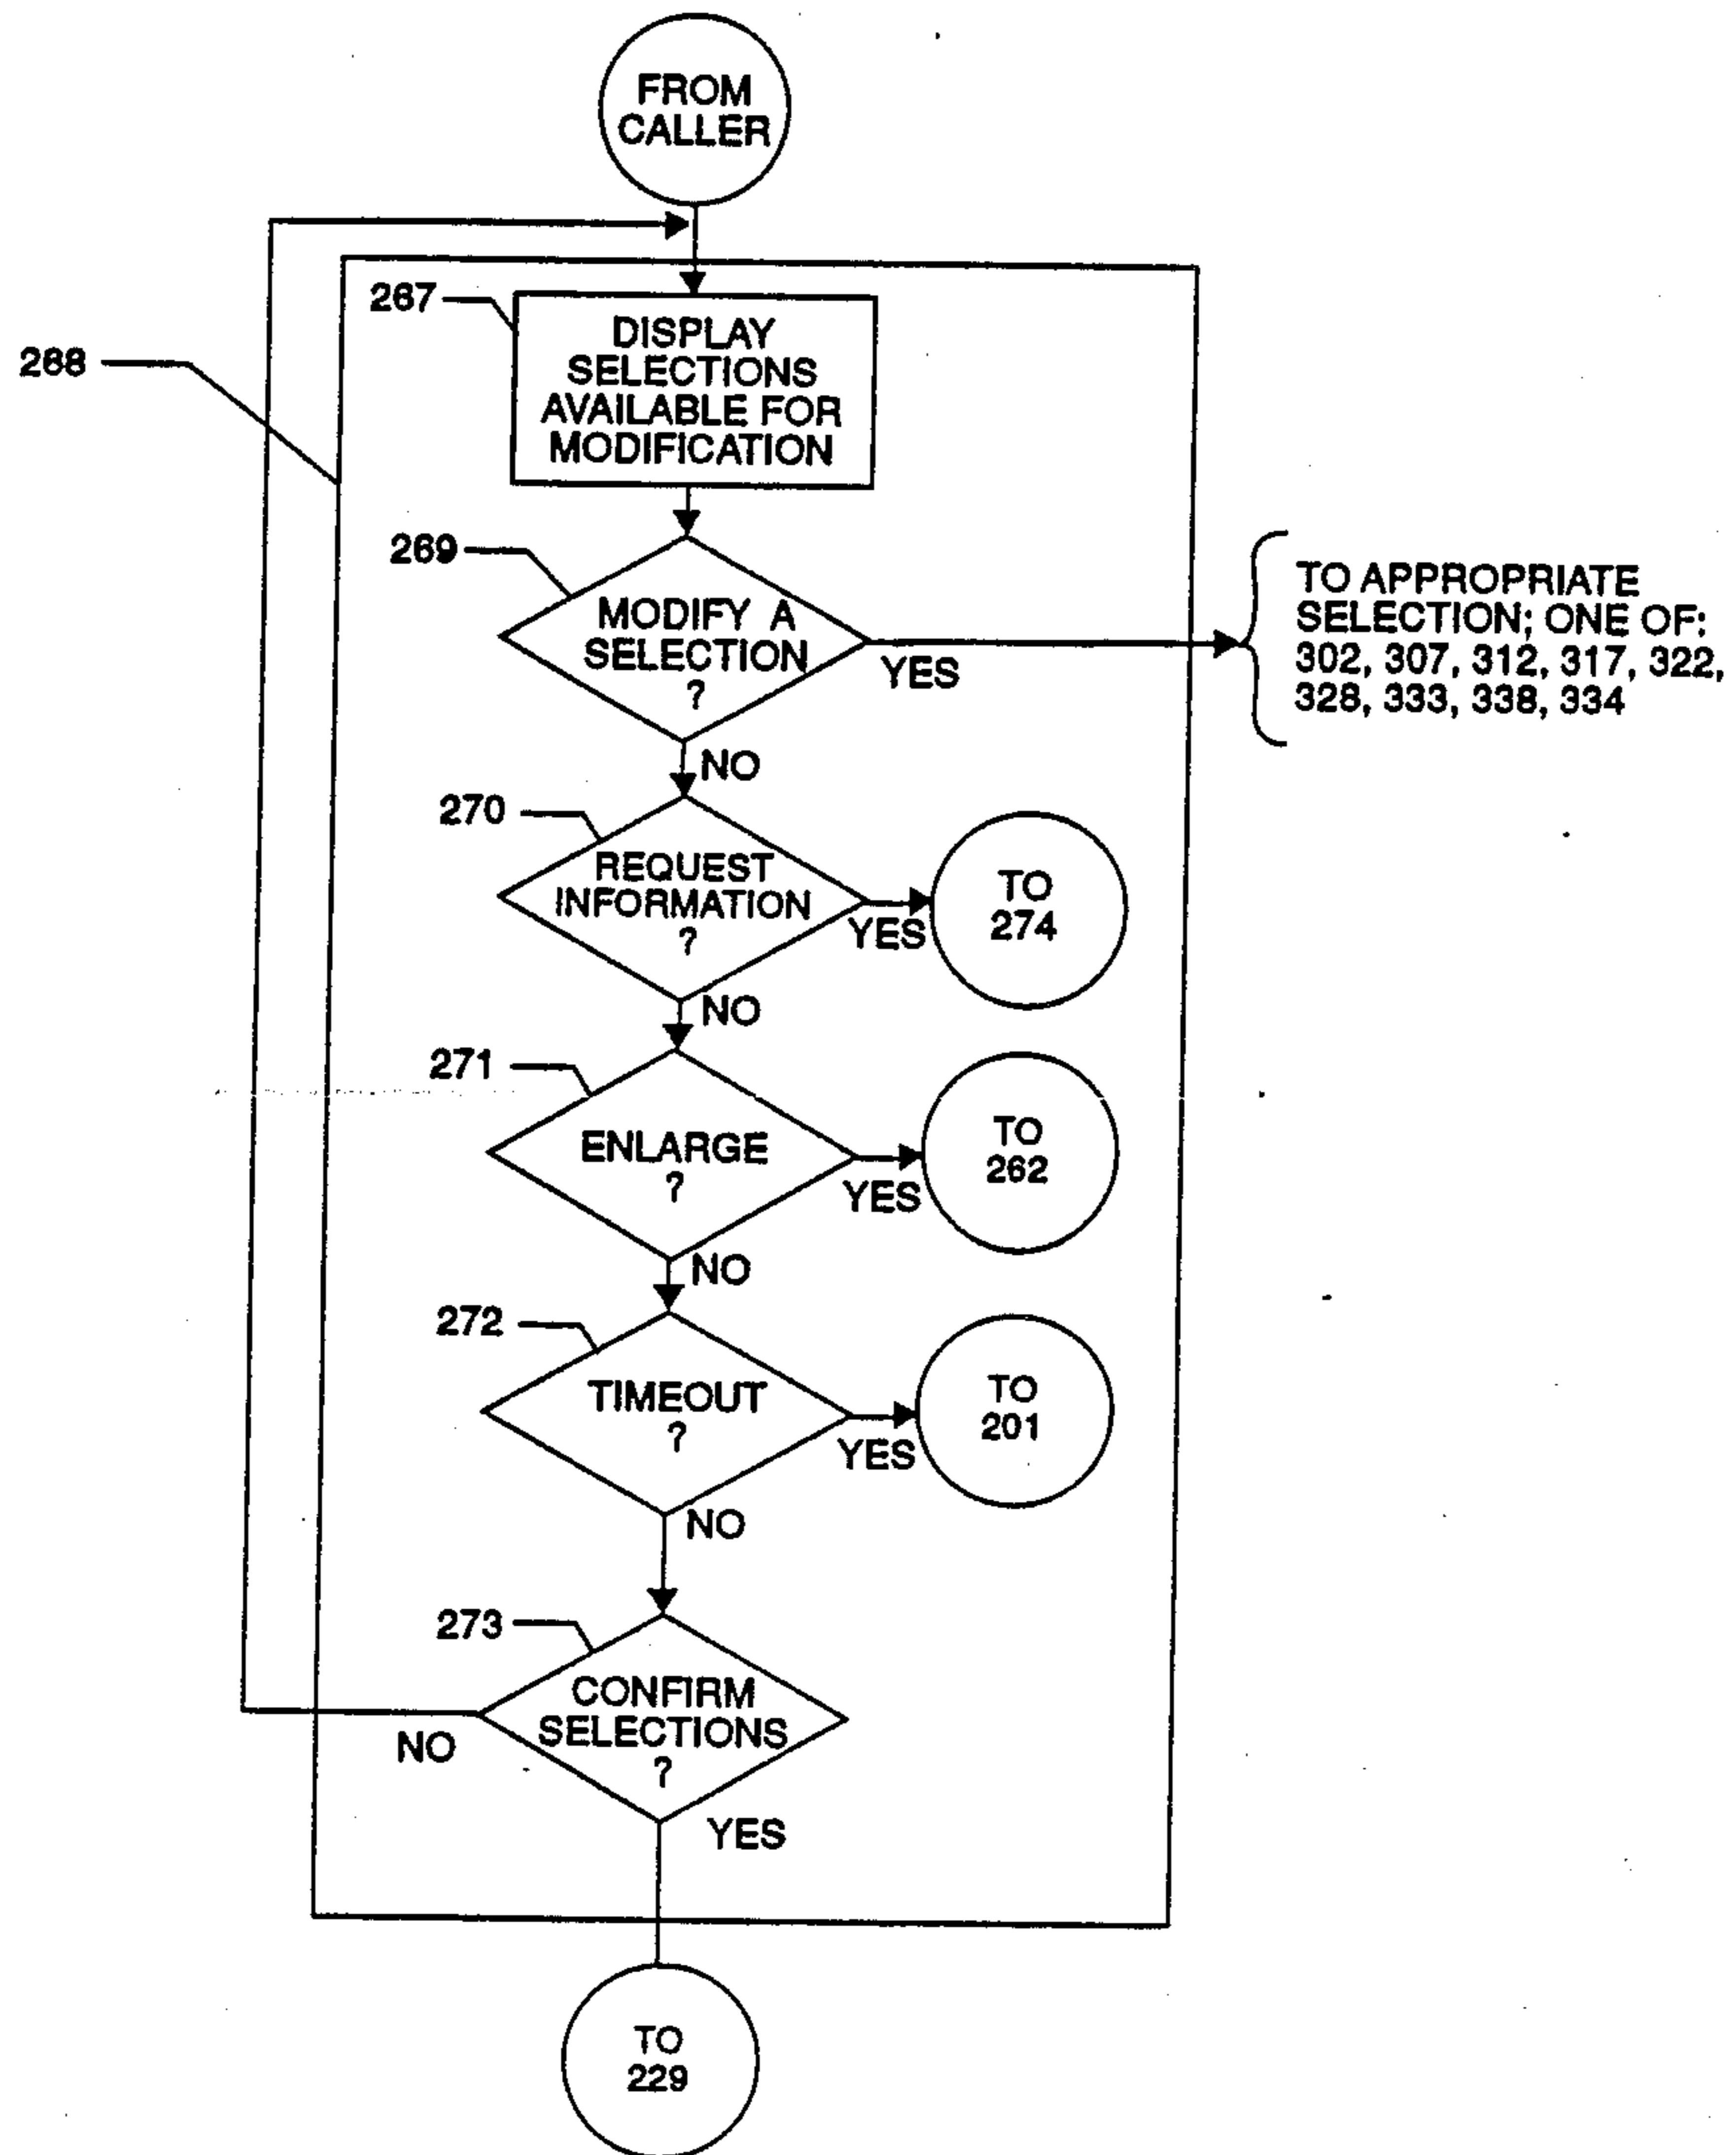 FROM
CALLER
267
DISPLAY
SELECTIONS
AVAILABLE FOR
MODIFICATION
268
269
MODIFY A
SELECTION
?
YES
TO APPROPRIATE
SELECTION; ONE OF:
302, 307, 312, 317, 322,
328, 333, 338, 334
NO
270
REQUEST
INFORMATION
?
YES
TO
274
NO
271
ENLARGE
?
YES
TO
262
NO
272
TIMEOUT
?
YES
TO
201
NO
273
CONFIRM
SELECTIONS
?
NO
YES
TO
229